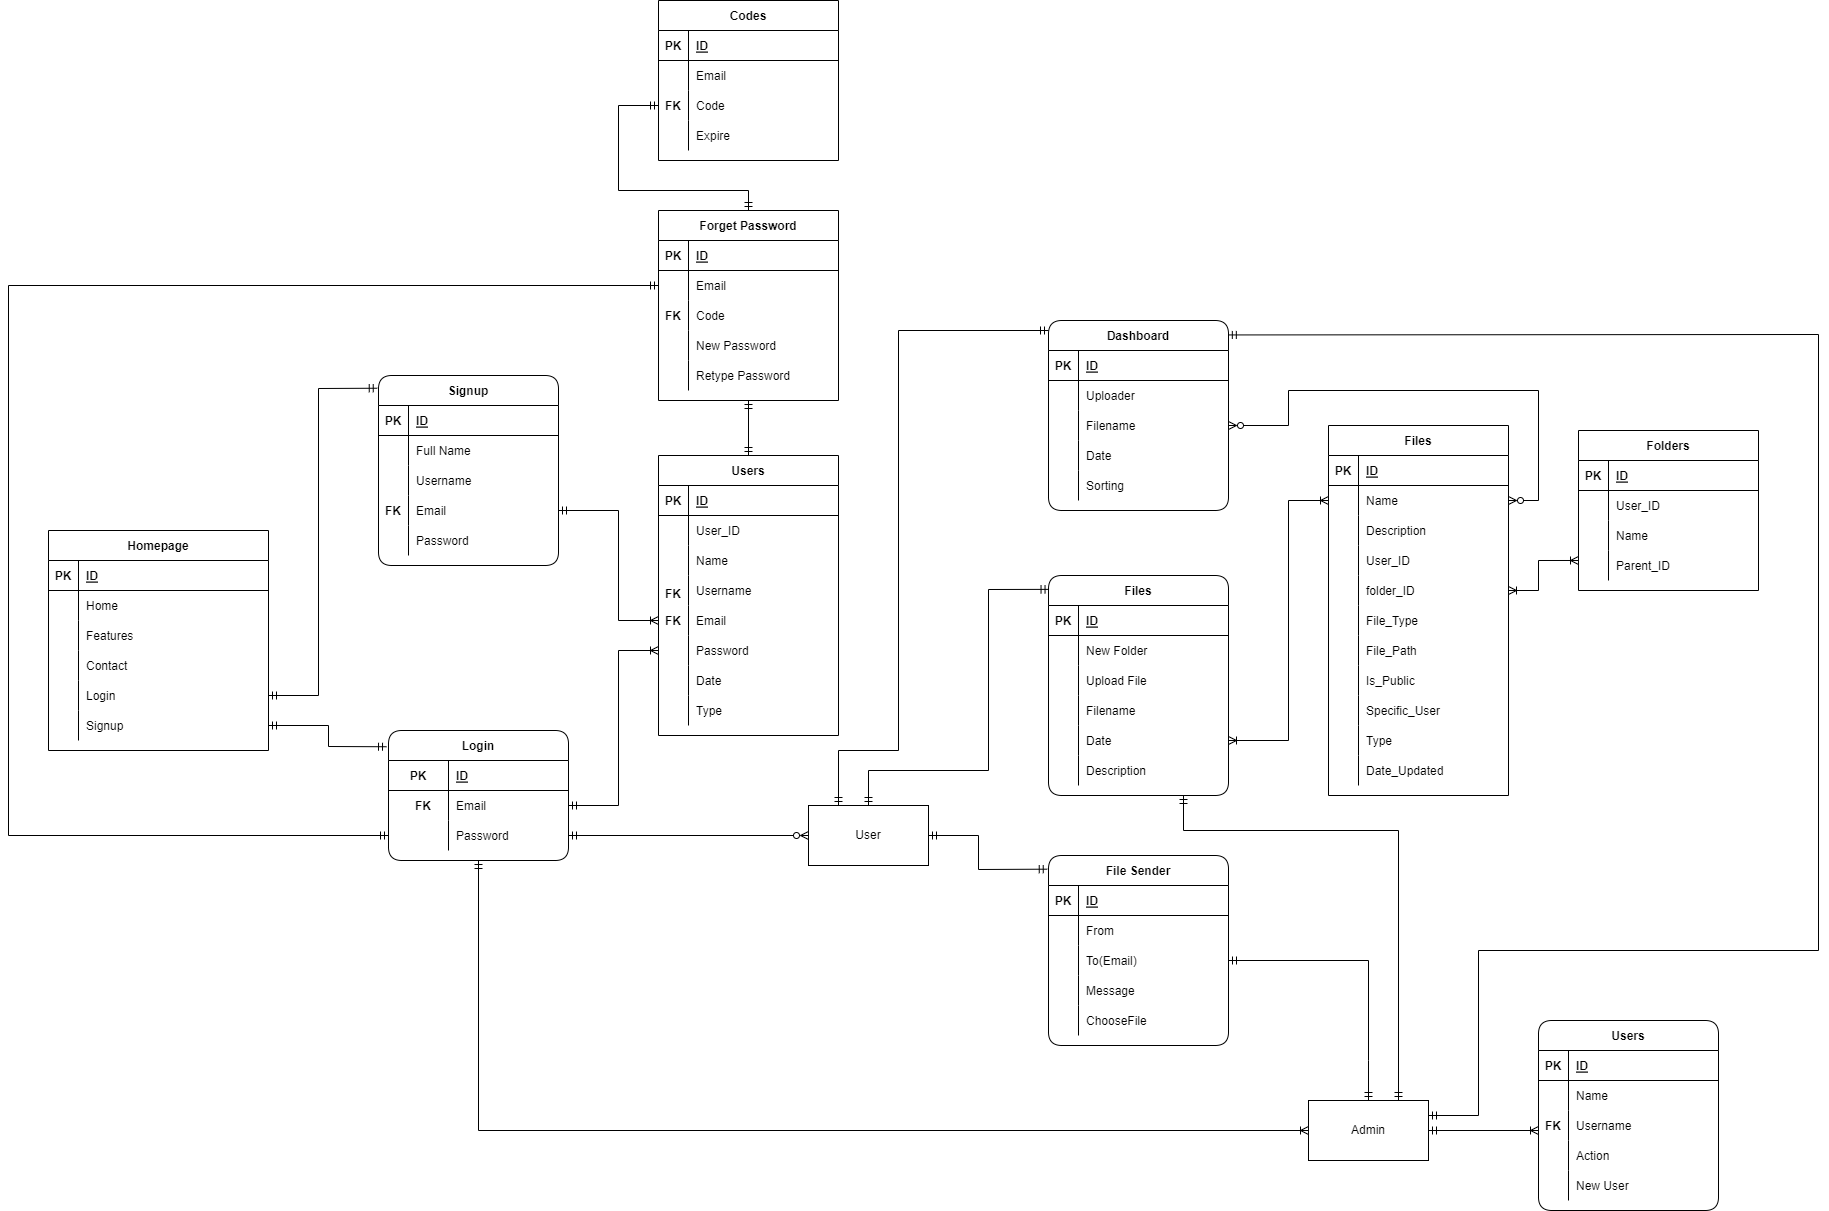 Codes
PK ID
Email
FK Code
Expire
Forget Password
PK ID
Email
FK Code
New Password
Retype Password
Signup
PK ID
Full Name
Username
FK Email
Password
Users
PK ID
User_ID
Name
FK Username
FK Email
Password
Date
Type
Homepage
PK ID
Home
Features
Contact
Login
Signup
Login
PK ID
FK Email
Password
User
Dashboard
PK ID
Uploader
Filename
Date
Sorting
Files
PK ID
Name
Description
User_ID
folder_ID
File_Type
File_Path
Is_Public
Specific_User
Type
Date_Updated
Folders
PK ID
User_ID
Name
Parent_ID
Files
PK ID
New Folder
Upload File
Filename
Date
Description
File Sender
PK ID
From
To(Email)
Message
ChooseFile
Admin
Users
PK ID
Name
FK Username
Action
New User